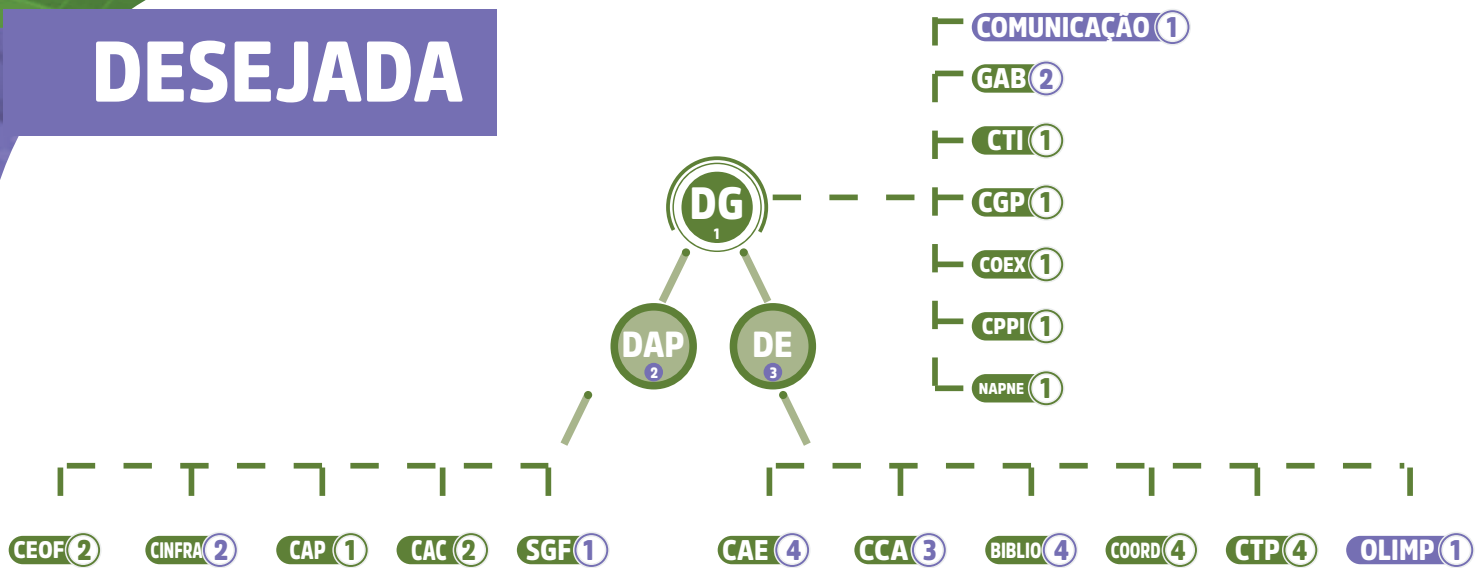 DESEJADA
COMUNICAÇÃO 1
GAB 2
CTI 1
DG
1
CGP 1
COEX 1
CPPI 1
DAP
2
DE
3
NAPNE 1
CEOF 2
CINFRA 2
CAP 1
CAC 2
SGF 1
CAE 4
CCA 3
BIBLIO 4
COORD 4
CTP 4
OLIMP 1